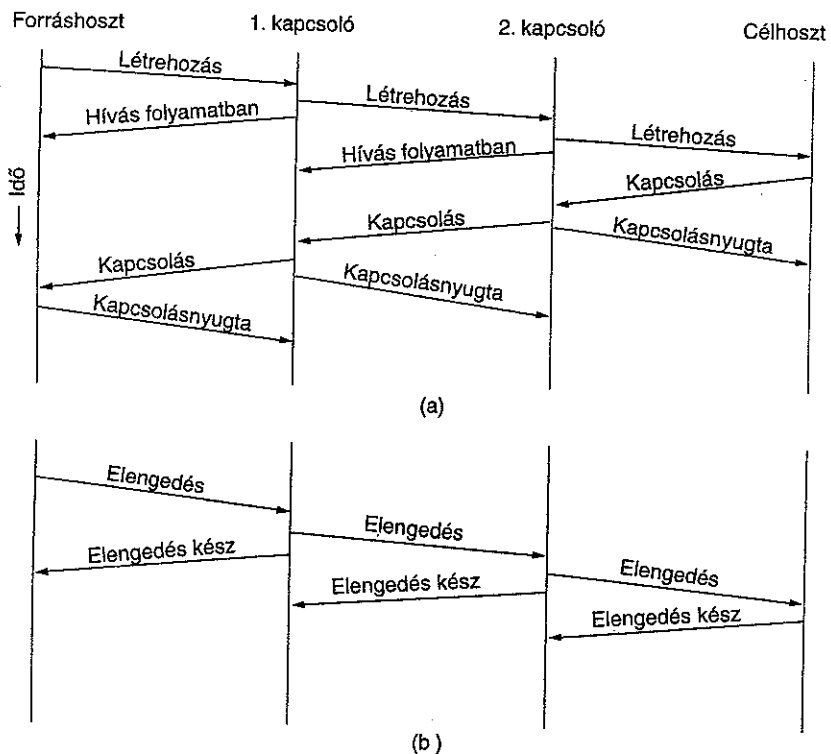 Forráshoszt
1. kapcsoló
2. kapcsoló
Célhoszt
Létrehozás
Létrehozás
Hívás folyamatban
Létrehozás
Hívás folyamatban
Kapcsolás
Idő
Kapcsolás
Kapcsolásnyugta
Kapcsolás
Kapcsolásnyugta
Kapcsolásnyugta
(a)
Elengedés
Elengedés
Elengedés kész
Elengedés
Elengedés kész
Elengedés kész
(b)